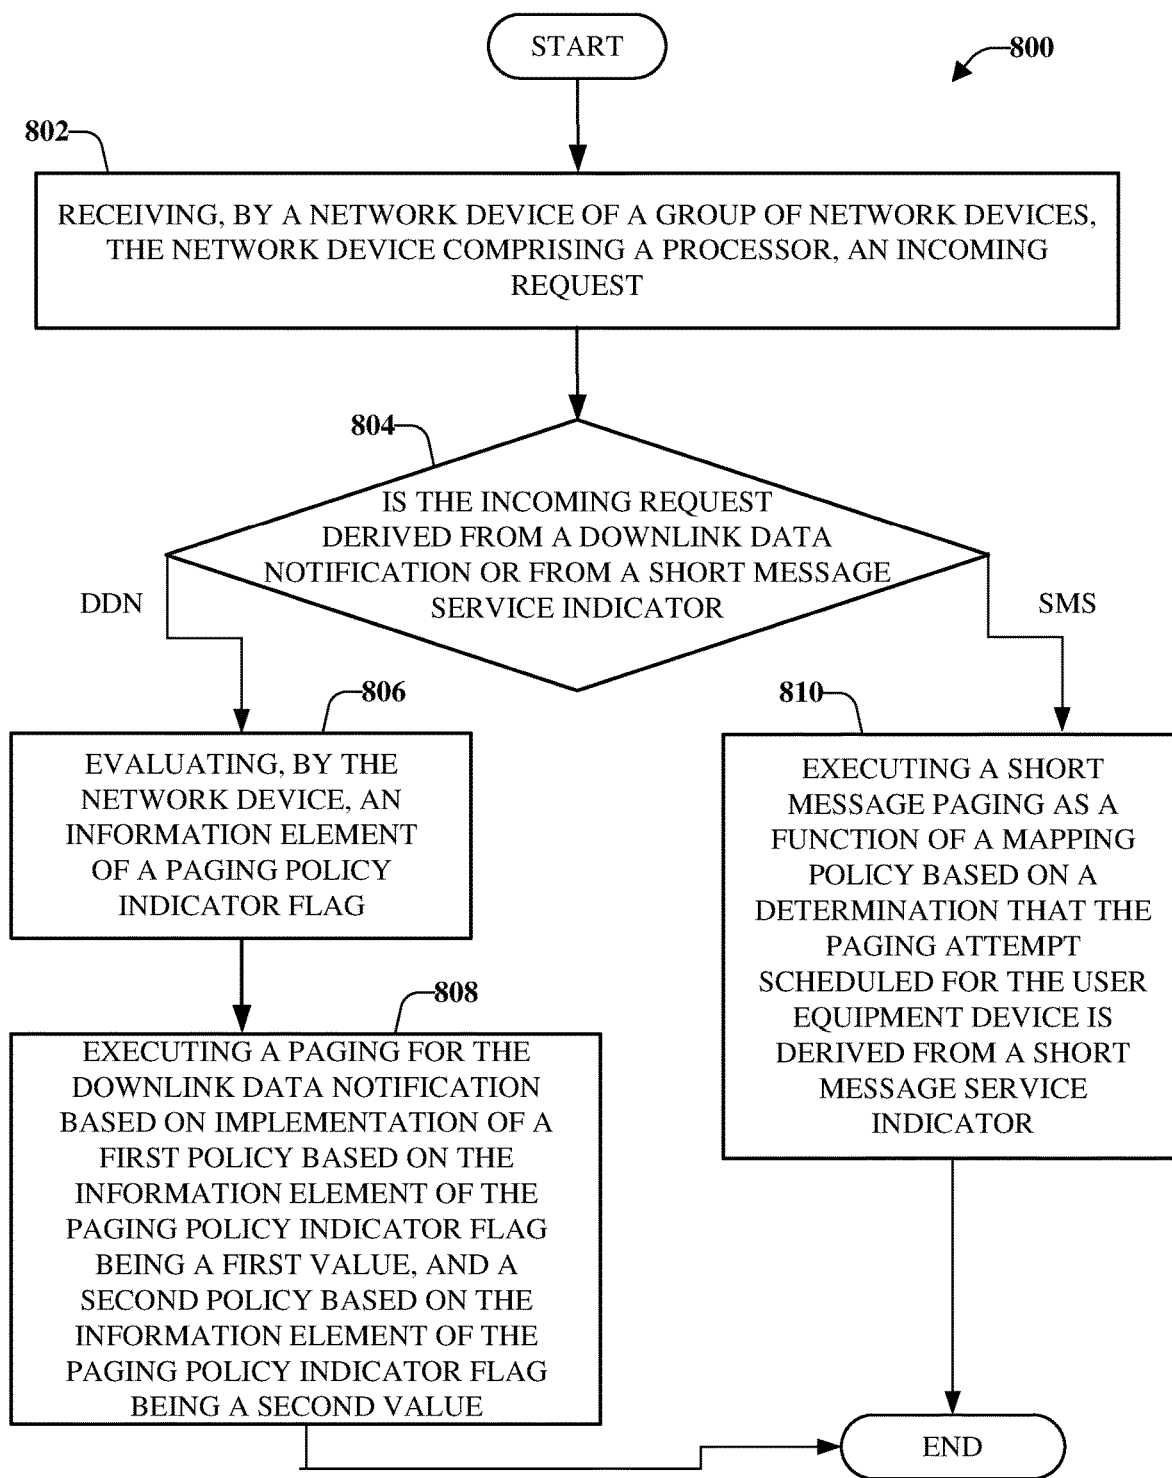 START
800
802
RECEIVING, BY A NETWORK DEVICE OF A GROUP OF NETWORK DEVICES,
THE NETWORK DEVICE COMPRISING A PROCESSOR, AN INCOMING
REQUEST
804
IS THE INCOMING REQUEST
DERIVED FROM A DOWNLINK DATA
NOTIFICATION OR FROM A SHORT MESSAGE
SERVICE INDICATOR
DDN
SMS
806
EVALUATING, BY THE
NETWORK DEVICE, AN
INFORMATION ELEMENT
OF A PAGING POLICY
INDICATOR FLAG
808
EXECUTING A PAGING FOR THE
DOWNLINK DATA NOTIFICATION
BASED ON IMPLEMENTATION OF A
FIRST POLICY BASED ON THE
INFORMATION ELEMENT OF THE
PAGING POLICY INDICATOR FLAG
BEING A FIRST VALUE, AND A
SECOND POLICY BASED ON THE
INFORMATION ELEMENT OF THE
PAGING POLICY INDICATOR FLAG
BEING A SECOND VALUE
810
EXECUTING A SHORT
MESSAGE PAGING AS A
FUNCTION OF A MAPPING
POLICY BASED ON A
DETERMINATION THAT THE
PAGING ATTEMPT
SCHEDULED FOR THE USER
EQUIPMENT DEVICE IS
DERIVED FROM A SHORT
MESSAGE SERVICE
INDICATOR
END